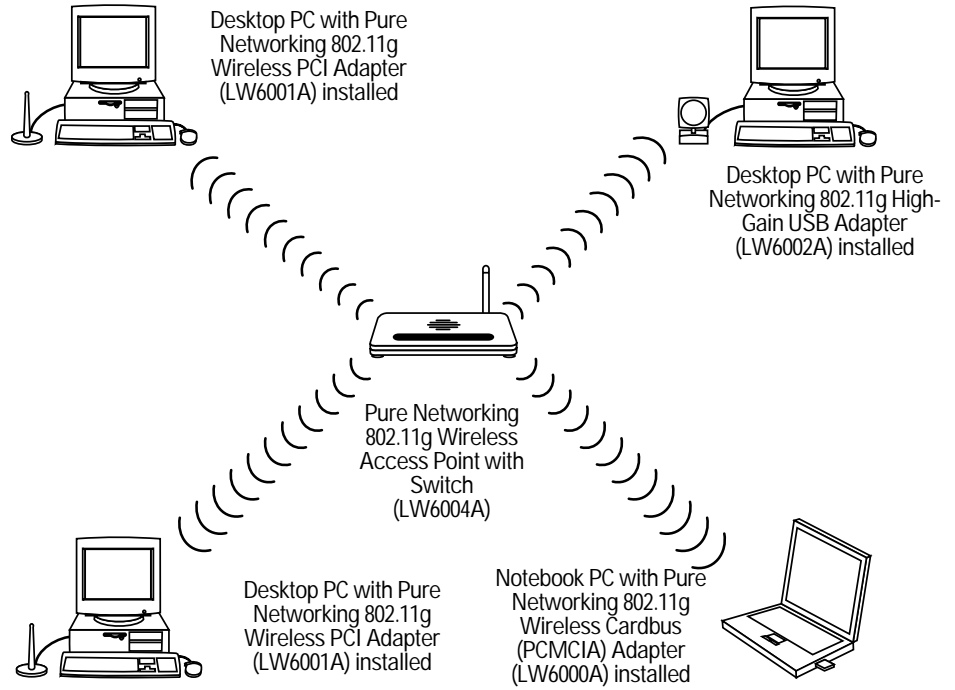 Desktop PC with Pure
Networking 802.11g
Wireless PCI Adapter
(LW6001A) installed
Desktop PC with Pure
Networking 802.11g High-
Gain USB Adapter
(LW6002A) installed
Pure Networking
802.11g Wireless
Access Point with
Switch
(LW6004A)
Desktop PC with Pure
Networking 802.11g
Wireless PCI Adapter
(LW6001A) installed
Notebook PC with Pure
Networking 802.11g
Wireless Cardbus
(PCMCIA) Adapter
(LW6000A) installed